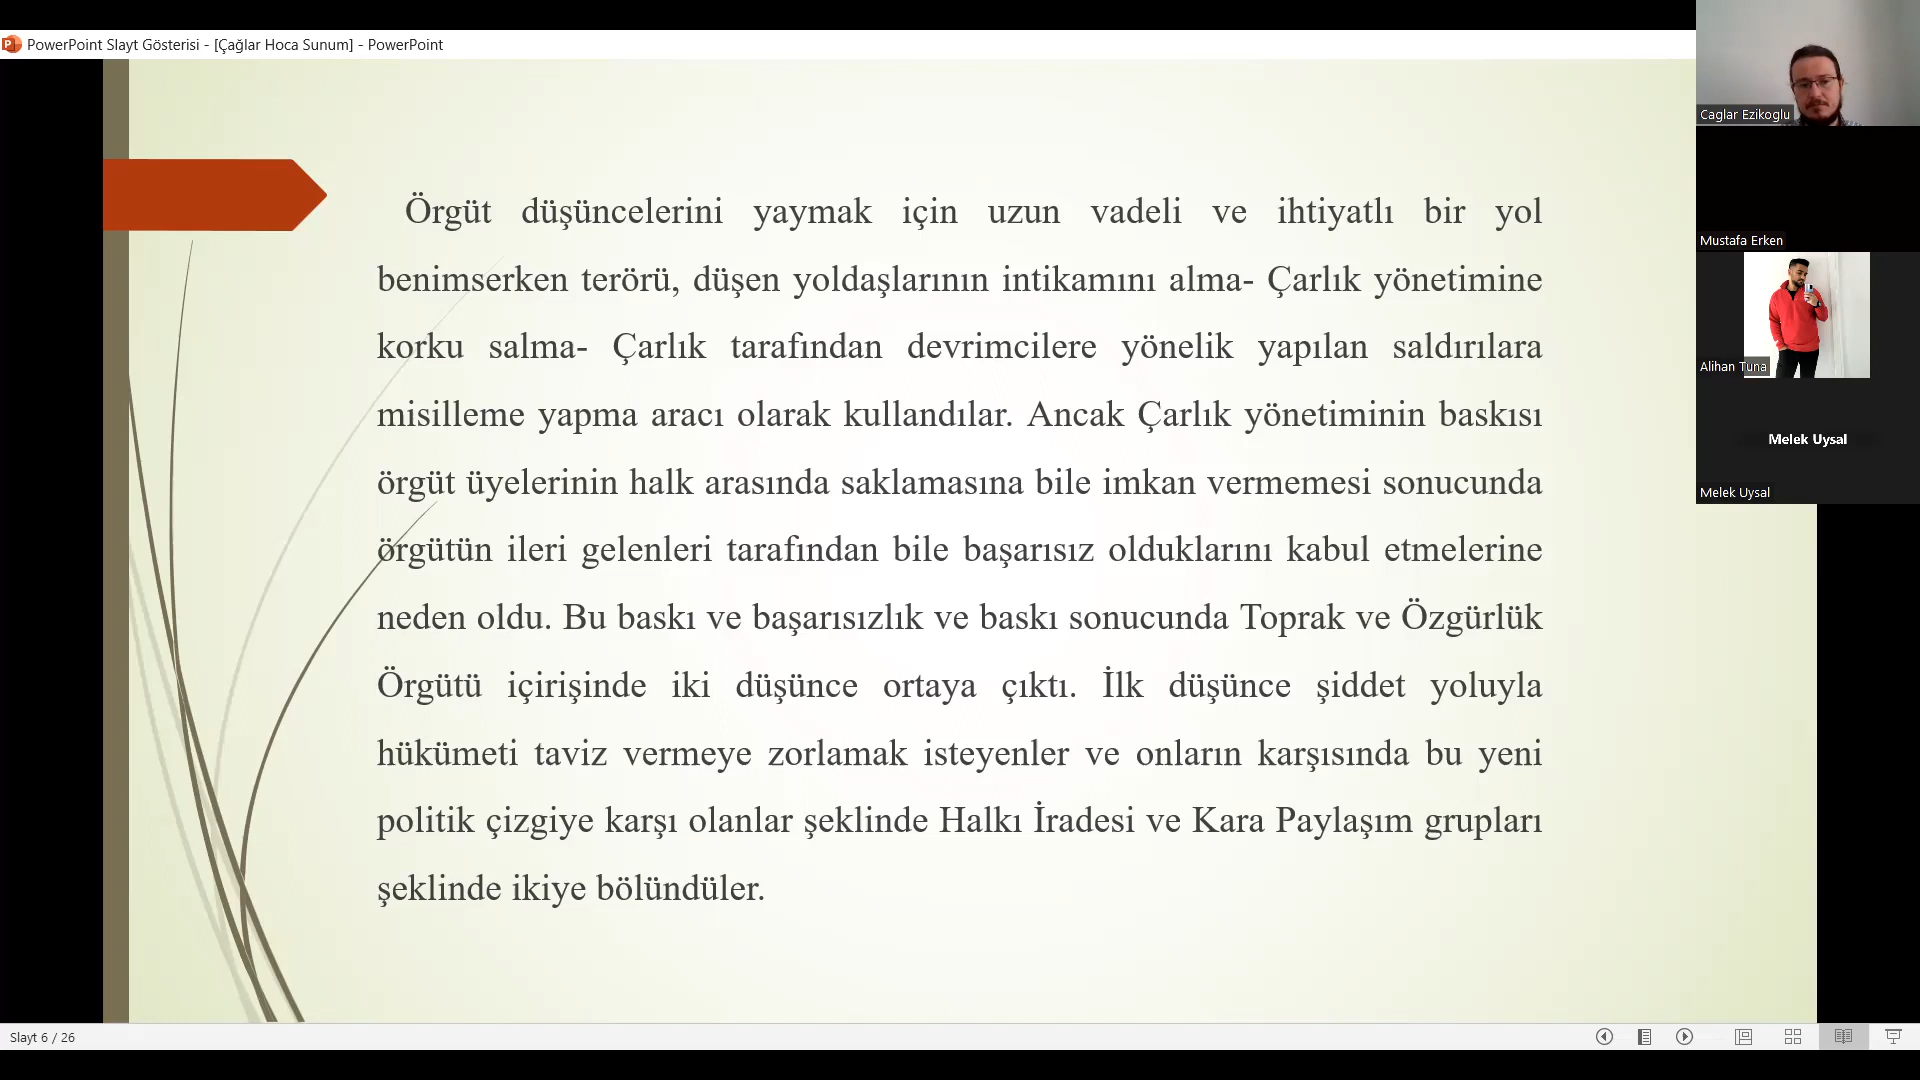 PowerPoint Slayt Gösterisi - [Çağlar Hoca Sunum] - PowerPoint
Caglar Ezikoglu
Mustafa Erken
Alihan Tuna
Melek Uysal
Melek Uysal
Örgüt düşüncelerini yaymak için uzun vadeli ve ihtiyatlı bir yol
benimserken terörü, düşen yoldaşlarının intikamını alma- Çarlık yönetimine
korku salma- Çarlık tarafından devrimcilere yönelik yapılan saldırılara
misilleme yapma aracı olarak kullandılar. Ancak Çarlık yönetiminin baskısı
örgüt üyelerinin halk arasında saklamasına bile imkan vermemesi sonucunda
örgütün ileri gelenleri tarafından bile başarısız olduklarını kabul etmelerine
neden oldu. Bu baskı ve başarısızlık ve baskı sonucunda Toprak ve Özgürlük
Örgütü içirişinde iki düşünce ortaya çıktı. İlk düşünce şiddet yoluyla
hükümeti taviz vermeye zorlamak isteyenler ve onların karşısında bu yeni
politik çizgiye karşı olanlar şeklinde Halkı İradesi ve Kara Paylaşım grupları
şeklinde ikiye bölündüler.
Slayt 6 / 26